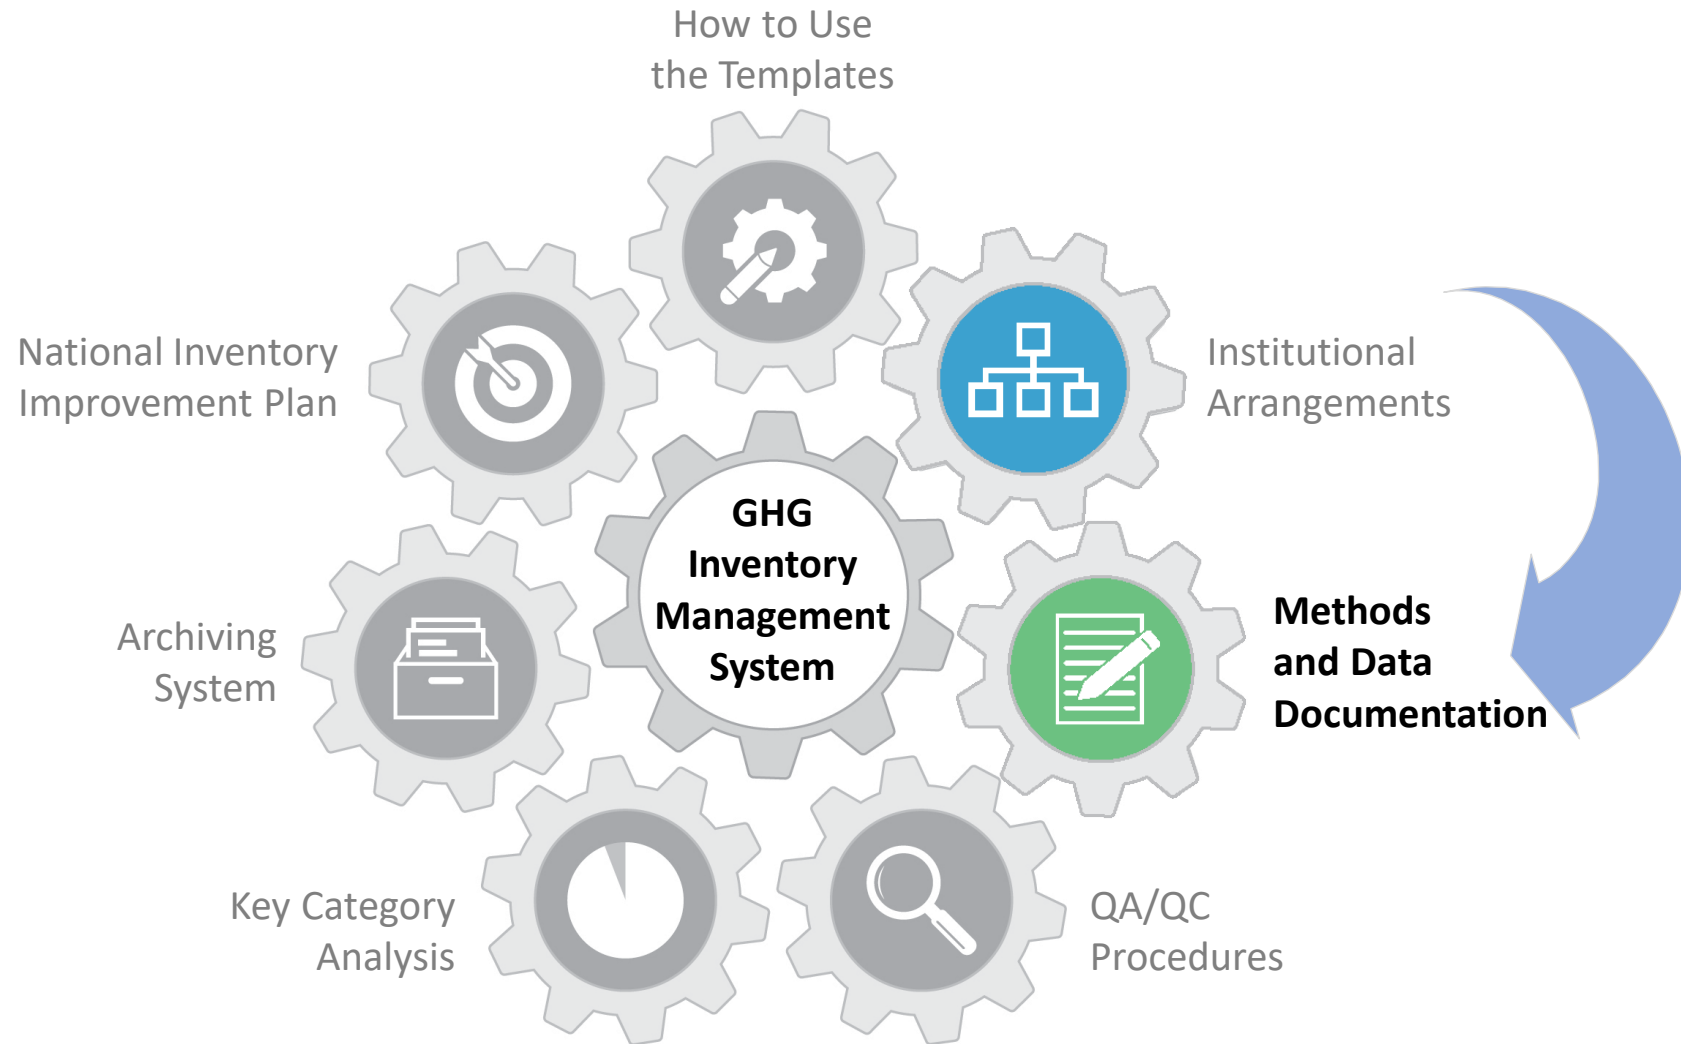 How to Use
the Templates
National Inventory
Improvement Plan
Institutional
Arrangements
GHG
Inventory
Management
System
Methods
and Data
Documentation
Archiving
System
Key Category
Analysis
QA/QC
Procedures